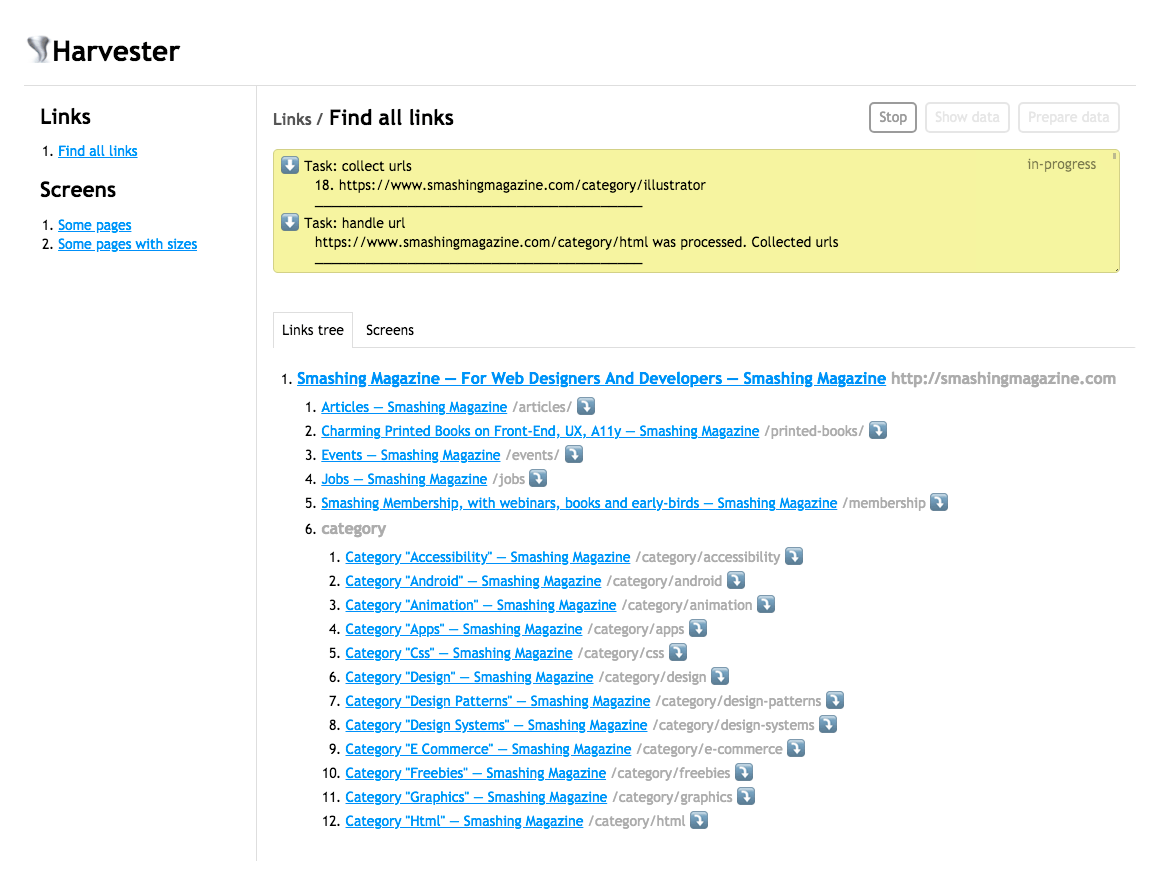 Harvester
Links
1. Find all links
Screens
1. Some pages
2. Some pages with sizes
Links / Find all links
Stop
Show data
Prepare data
Task: collect urls
in-progress
18. https://www.smashingmagazine.com/category/illustrator
Task: handle url
https://www.smashingmagazine.com/category/html was processed. Collected urls
Links tree
Screens
1. Smashing Magazine — For Web Designers And Developers — Smashing Magazine http://smashingmagazine.com
1. Articles — Smashing Magazine /articles/
2. Charming Printed Books on Front-End, UX, A11y — Smashing Magazine /printed-books/
3. Events — Smashing Magazine /events/
4. Jobs — Smashing Magazine /jobs
5. Smashing Membership, with webinars, books and early-birds — Smashing Magazine /membership
6. category
1. Category "Accessibility" — Smashing Magazine /category/accessibility
2. Category "Android" — Smashing Magazine /category/android
3. Category "Animation" — Smashing Magazine /category/animation
4. Category "Apps" — Smashing Magazine /category/apps
5. Category "Css" — Smashing Magazine /category/css
6. Category "Design" — Smashing Magazine /category/design
7. Category "Design Patterns" — Smashing Magazine /category/design-patterns
8. Category "Design Systems" — Smashing Magazine /category/design-systems
9. Category "E Commerce" — Smashing Magazine /category/e-commerce
10. Category "Freebies" — Smashing Magazine /category/freebies
11. Category "Graphics" — Smashing Magazine /category/graphics
12. Category "Html" — Smashing Magazine /category/html